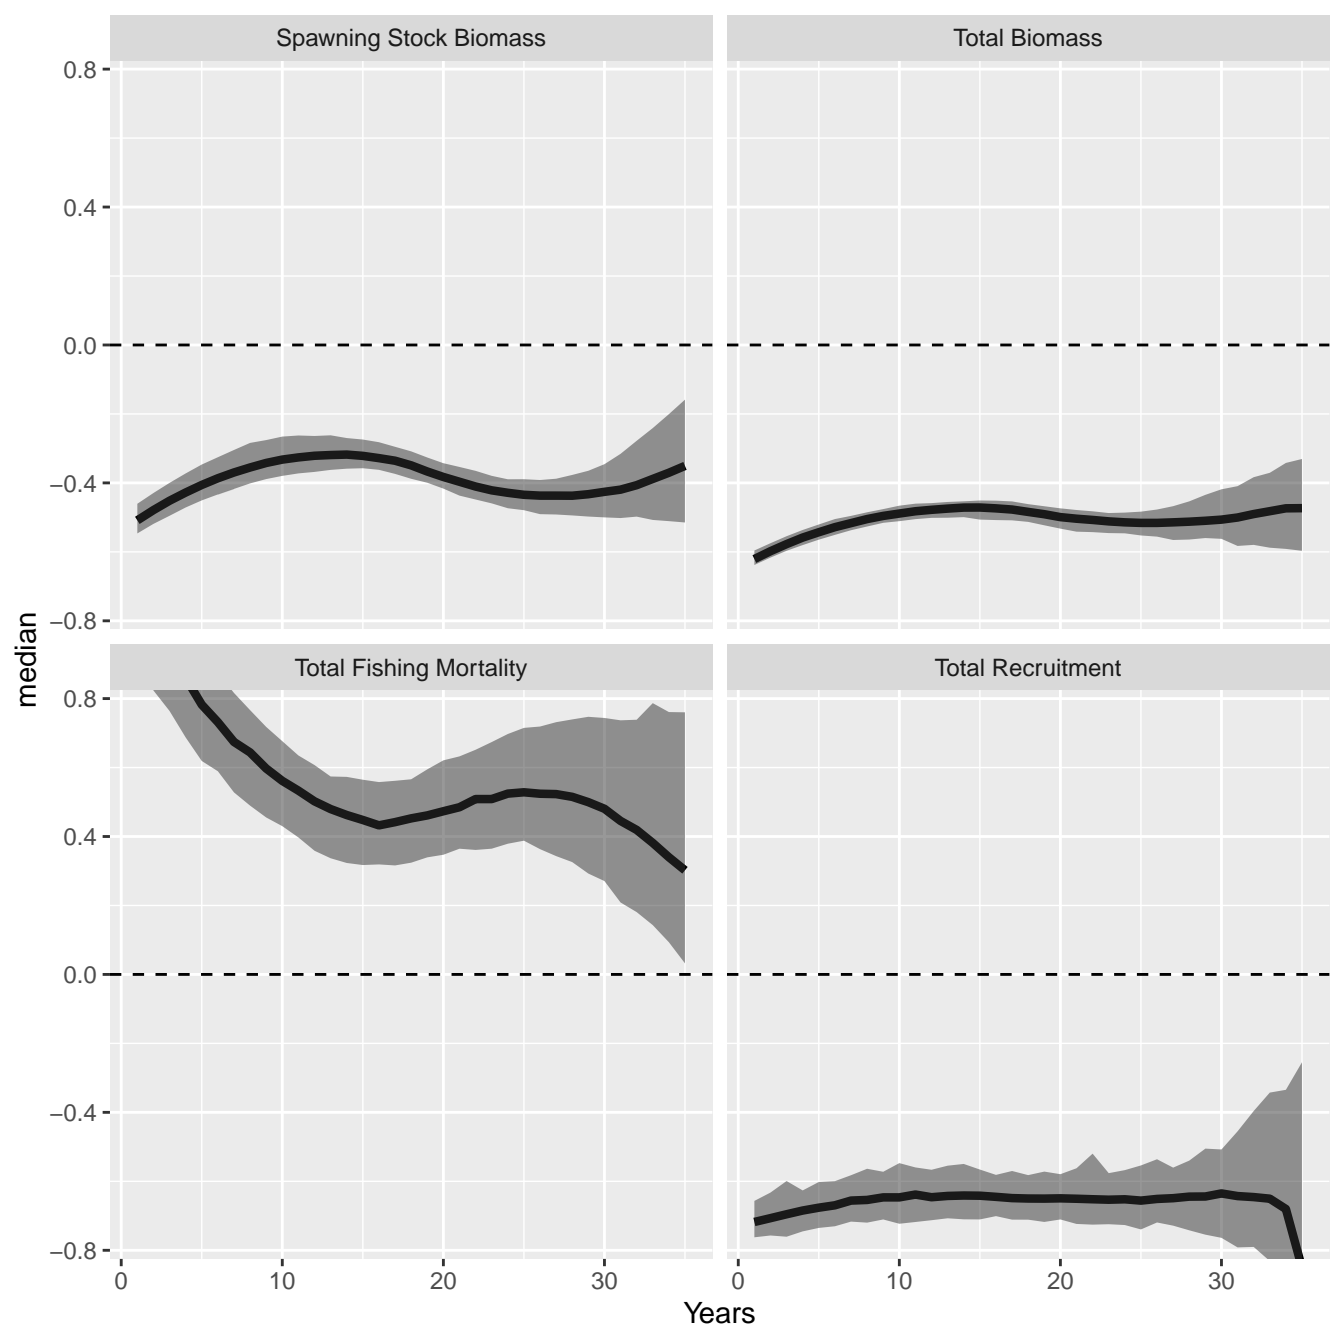 Spawning Stock Biomass
Total Biomass
0.8
0.4
0.0
−0.4
−0.8
Total Fishing Mortality
Total Recruitment
0.8
0.4
0.0
−0.4
−0.8
0 10 20 30
0 10 20 30
median
Years